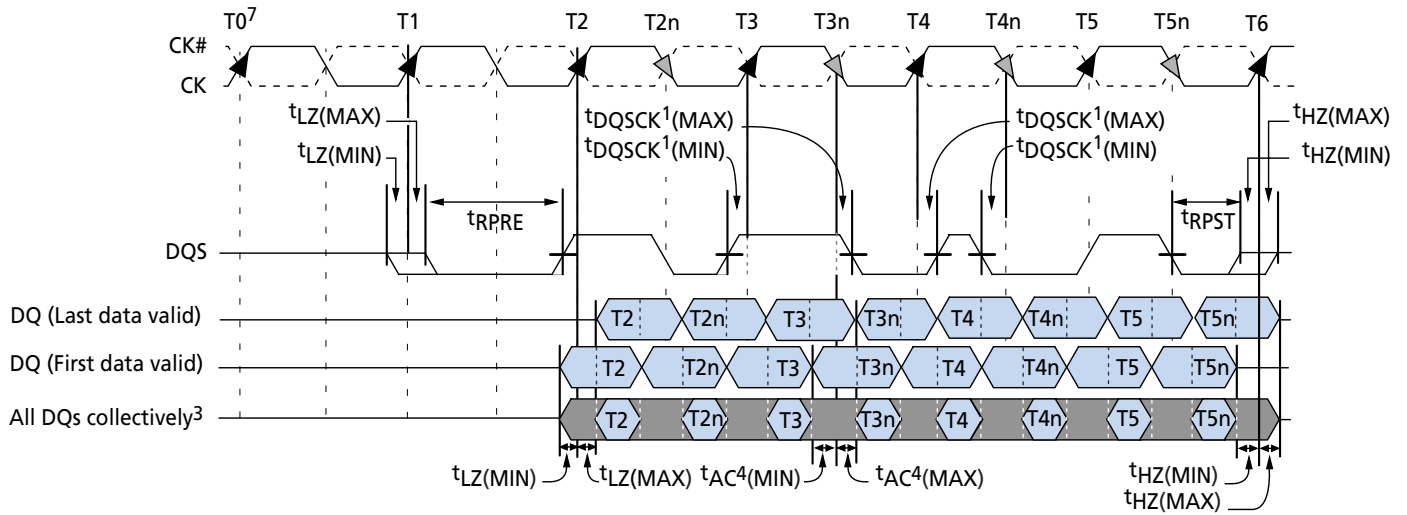 T0⁷ T1 T2 T2n T3 T3n T4 T4n T5 T5n T6
CK#
CK
tLZ(MAX) tDQSCK¹(MAX) tDQSCK¹(MAX) tHZ(MAX)
tLZ(MIN) tDQSCK¹(MIN) tDQSCK¹(MIN) tHZ(MIN)
tRPRE tRPST
DQS
DQ (Last data valid) T2 T2n T3 T3n T4 T4n T5 T5n
DQ (First data valid) T2 T2n T3 T3n T4 T4n T5 T5n
All DQs collectively³ T2 T2n T3 T3n T4 T4n T5 T5n
tLZ(MIN) tLZ(MAX) tAC⁴(MIN) tAC⁴(MAX) tHZ(MIN)
tHZ(MAX)